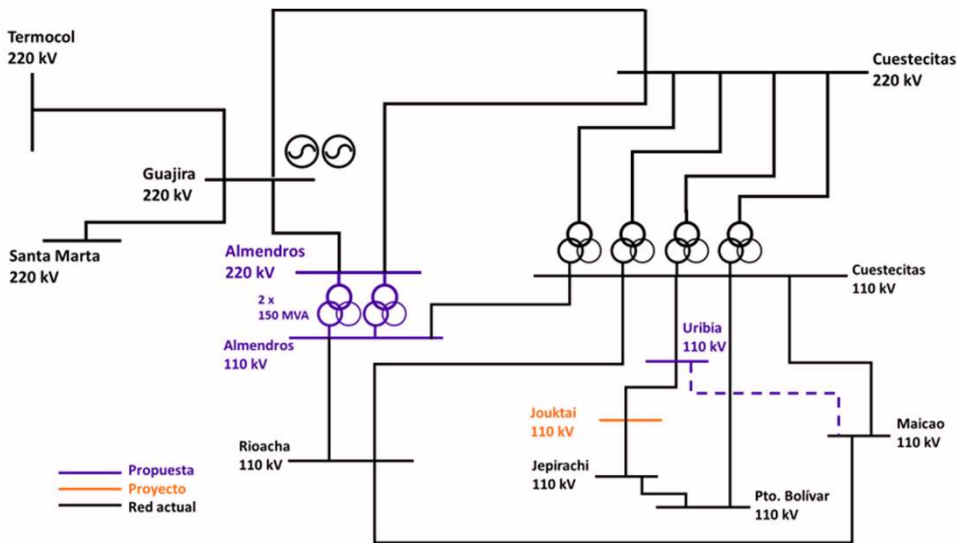 Termocol
220 kV
Cuestecitas
220 kV
Guajira
220 kV
Santa Marta
220 kV
Almendros
220 kV
2 x
150 MVA
Almendros
110 kV
Cuestecitas
110 kV
Uribia
110 kV
Jouktai
110 kV
Maicao
110 kV
Rioacha
110 kV
Jepirachi
110 kV
Pto. Bolívar
110 kV
Propuesta
Proyecto
Red actual